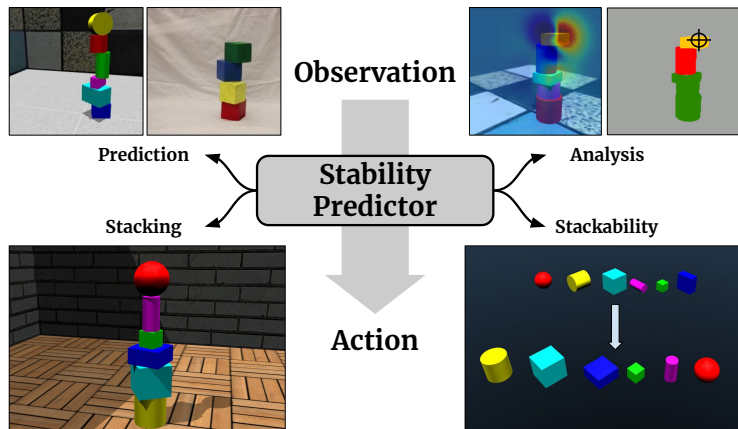 Observation
Prediction
Analysis
Stability
Predictor
Stacking
Stackability
Action